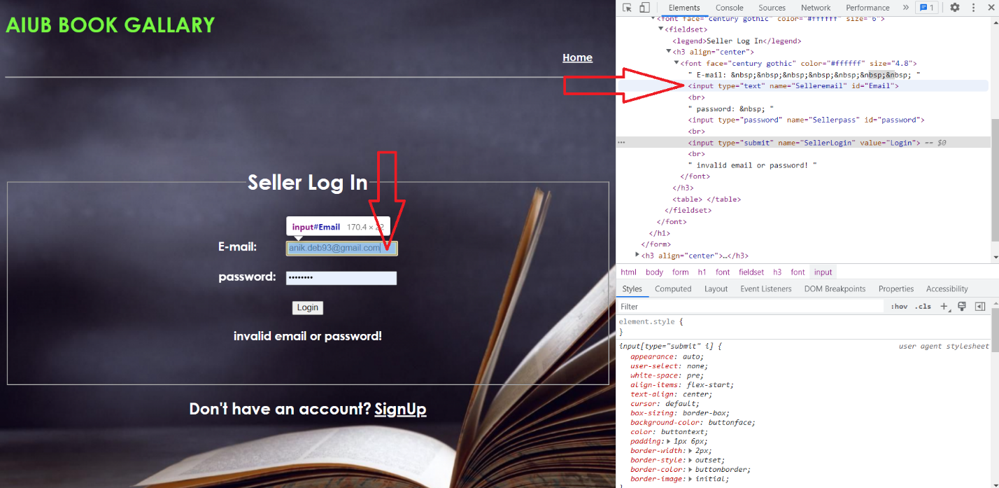 AIUB BOOK GALLARY
Home
Seller Log In
input#Email 170.4 ×
E-mail:
anik.deb93@gmail.com
password:
••••••••
Login
invalid email or password!
Don't have an account? SignUp
Elements Console Sources Network Performance » 1
<font face="century gothic" color="#ffffff" size="6">
<fieldset>
<legend>Seller Log In</legend>
<h3 align="center">
<font face="century gothic" color="#ffffff" size="4.8">
" E-mail: &nbsp;&nbsp;&nbsp;&nbsp;&nbsp;&nbsp;&nbsp; "
<input type="text" name="Selleremail" id="Email">
<br>
" password: &nbsp; "
<input type="password" name="Sellerpass" id="password">
<br>
<input type="submit" name="SellerLogin" value="Login"> == $0
<br>
" invalid email or password! "
</font>
</h3>
<table> </table>
</fieldset>
</font>
</h1>
</form>
<h3 align="center">…</h3>
html body form h1 font fieldset h3 font input
Styles Computed Layout Event Listeners DOM Breakpoints Properties Accessibility
Filter :hov .cls
element.style {
}
input[type="submit" i] { user agent stylesheet
appearance: auto;
user-select: none;
white-space: pre;
align-items: flex-start;
text-align: center;
cursor: default;
box-sizing: border-box;
background-color: buttonface;
color: buttontext;
padding: 1px 6px;
border-width: 2px;
border-style: outset;
border-color: buttonborder;
border-image: initial;